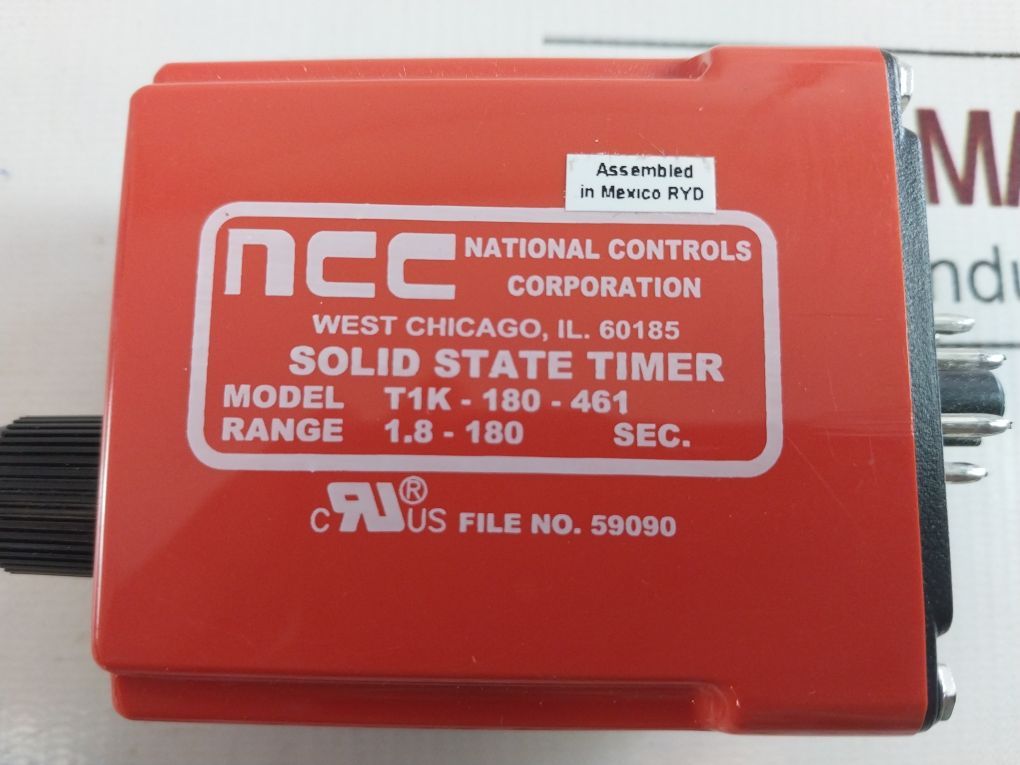 Assembled
in Mexico RYD
ncc NATIONAL CONTROLS
CORPORATION
WEST CHICAGO, IL. 60185
SOLID STATE TIMER
MODEL T1K - 180 - 461
RANGE 1.8 - 180 SEC.
C RU® US FILE NO. 59090